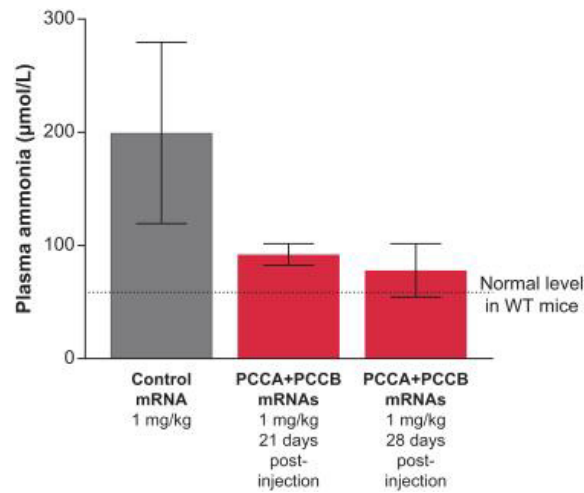 Plasma ammonia (µmol/L)
300
200
100
0
Normal level
in WT mice
Control
mRNA
1 mg/kg
PCCA+PCCB
mRNAs
1 mg/kg
21 days
post-
injection
PCCA+PCCB
mRNAs
1 mg/kg
28 days
post-
injection